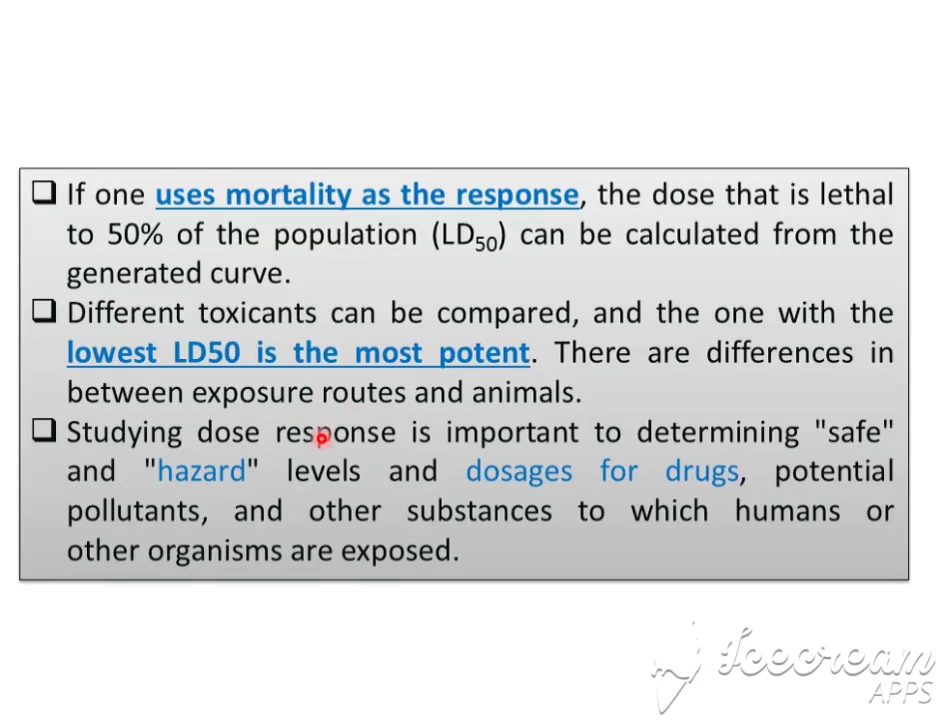 ❑ If one uses mortality as the response, the dose that is lethal
to 50% of the population (LD₅₀) can be calculated from the
generated curve.
❑ Different toxicants can be compared, and the one with the
lowest LD50 is the most potent. There are differences in
between exposure routes and animals.
❑ Studying dose response is important to determining "safe"
and "hazard" levels and dosages for drugs, potential
pollutants, and other substances to which humans or
other organisms are exposed.
Icecream
APPS